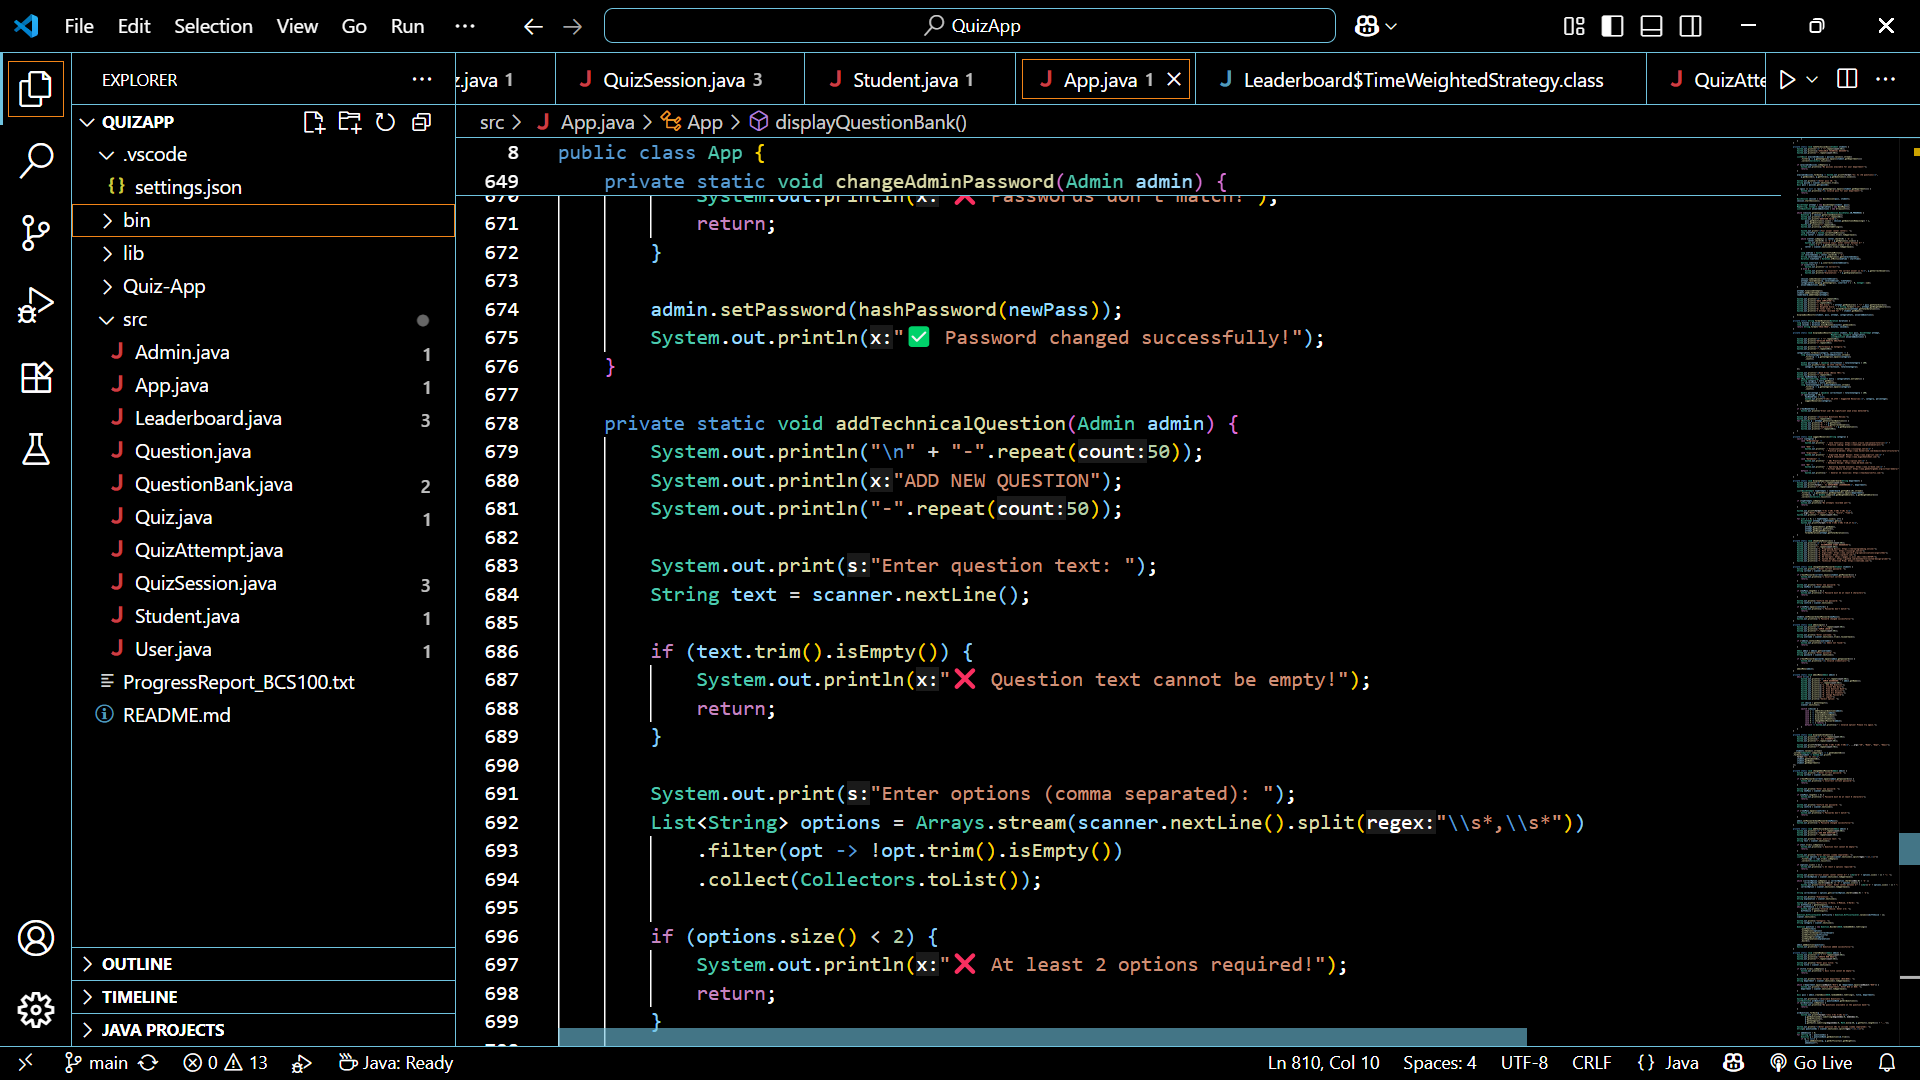 File Edit Selection View Go Run ··· QuizApp
EXPLORER ···
QUIZAPP
.vscode
{} settings.json
bin
lib
Quiz-App
src
J Admin.java 1
J App.java 1
J Leaderboard.java 3
J Question.java
J QuestionBank.java 2
J Quiz.java 1
J QuizAttempt.java
J QuizSession.java 3
J Student.java 1
J User.java 1
ProgressReport_BCS100.txt
README.md
OUTLINE
TIMELINE
JAVA PROJECTS
z.java 1 J QuizSession.java 3 J Student.java 1 J App.java 1 J Leaderboard$TimeWeightedStrategy.class J QuizAtte
src > J App.java > App > displayQuestionBank()
8 public class App {
649 private static void changeAdminPassword(Admin admin) {
670 System.out.println(x:"❌ Passwords don't match!");
671 return;
672 }
673
674 admin.setPassword(hashPassword(newPass));
675 System.out.println(x:"✅ Password changed successfully!");
676 }
677
678 private static void addTechnicalQuestion(Admin admin) {
679 System.out.println("\n" + "-".repeat(count:50));
680 System.out.println(x:"ADD NEW QUESTION");
681 System.out.println("-".repeat(count:50));
682
683 System.out.print(s:"Enter question text: ");
684 String text = scanner.nextLine();
685
686 if (text.trim().isEmpty()) {
687 System.out.println(x:"❌ Question text cannot be empty!");
688 return;
689 }
690
691 System.out.print(s:"Enter options (comma separated): ");
692 List<String> options = Arrays.stream(scanner.nextLine().split(regex:"\\s*,\\s*"))
693 .filter(opt -> !opt.trim().isEmpty())
694 .collect(Collectors.toList());
695
696 if (options.size() < 2) {
697 System.out.println(x:"❌ At least 2 options required!");
698 return;
699 }
main 0 13 Java: Ready Ln 810, Col 10 Spaces: 4 UTF-8 CRLF {} Java Go Live